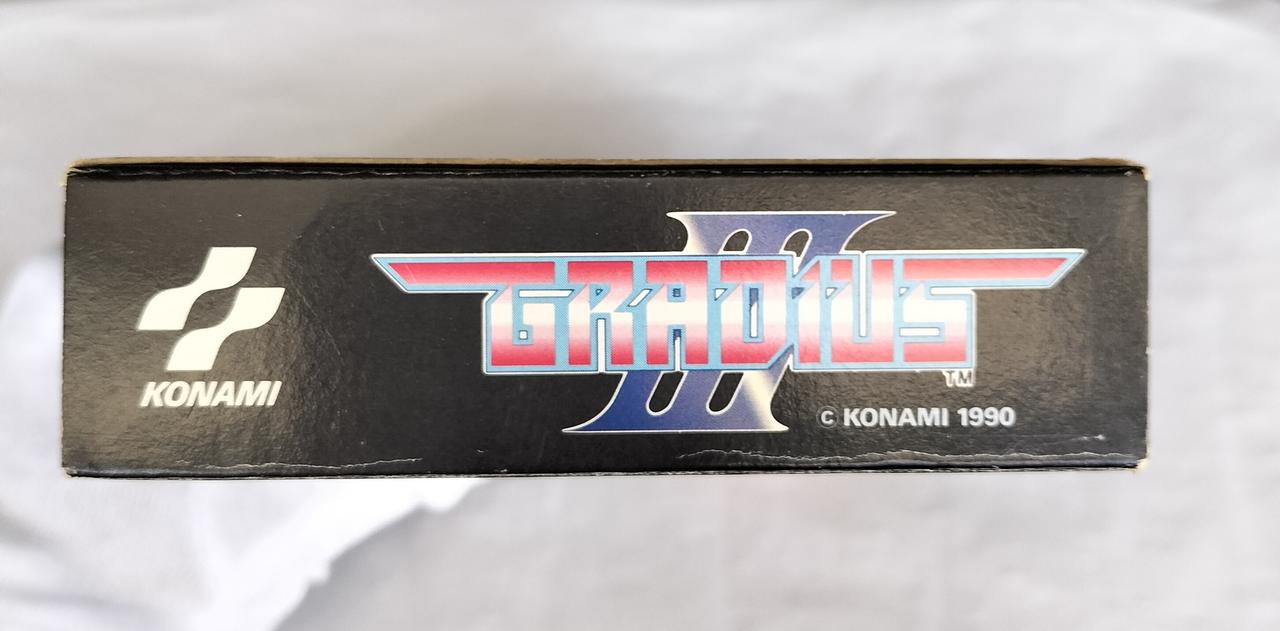 KONAMI
GRADIUS III
TM
© KONAMI 1990